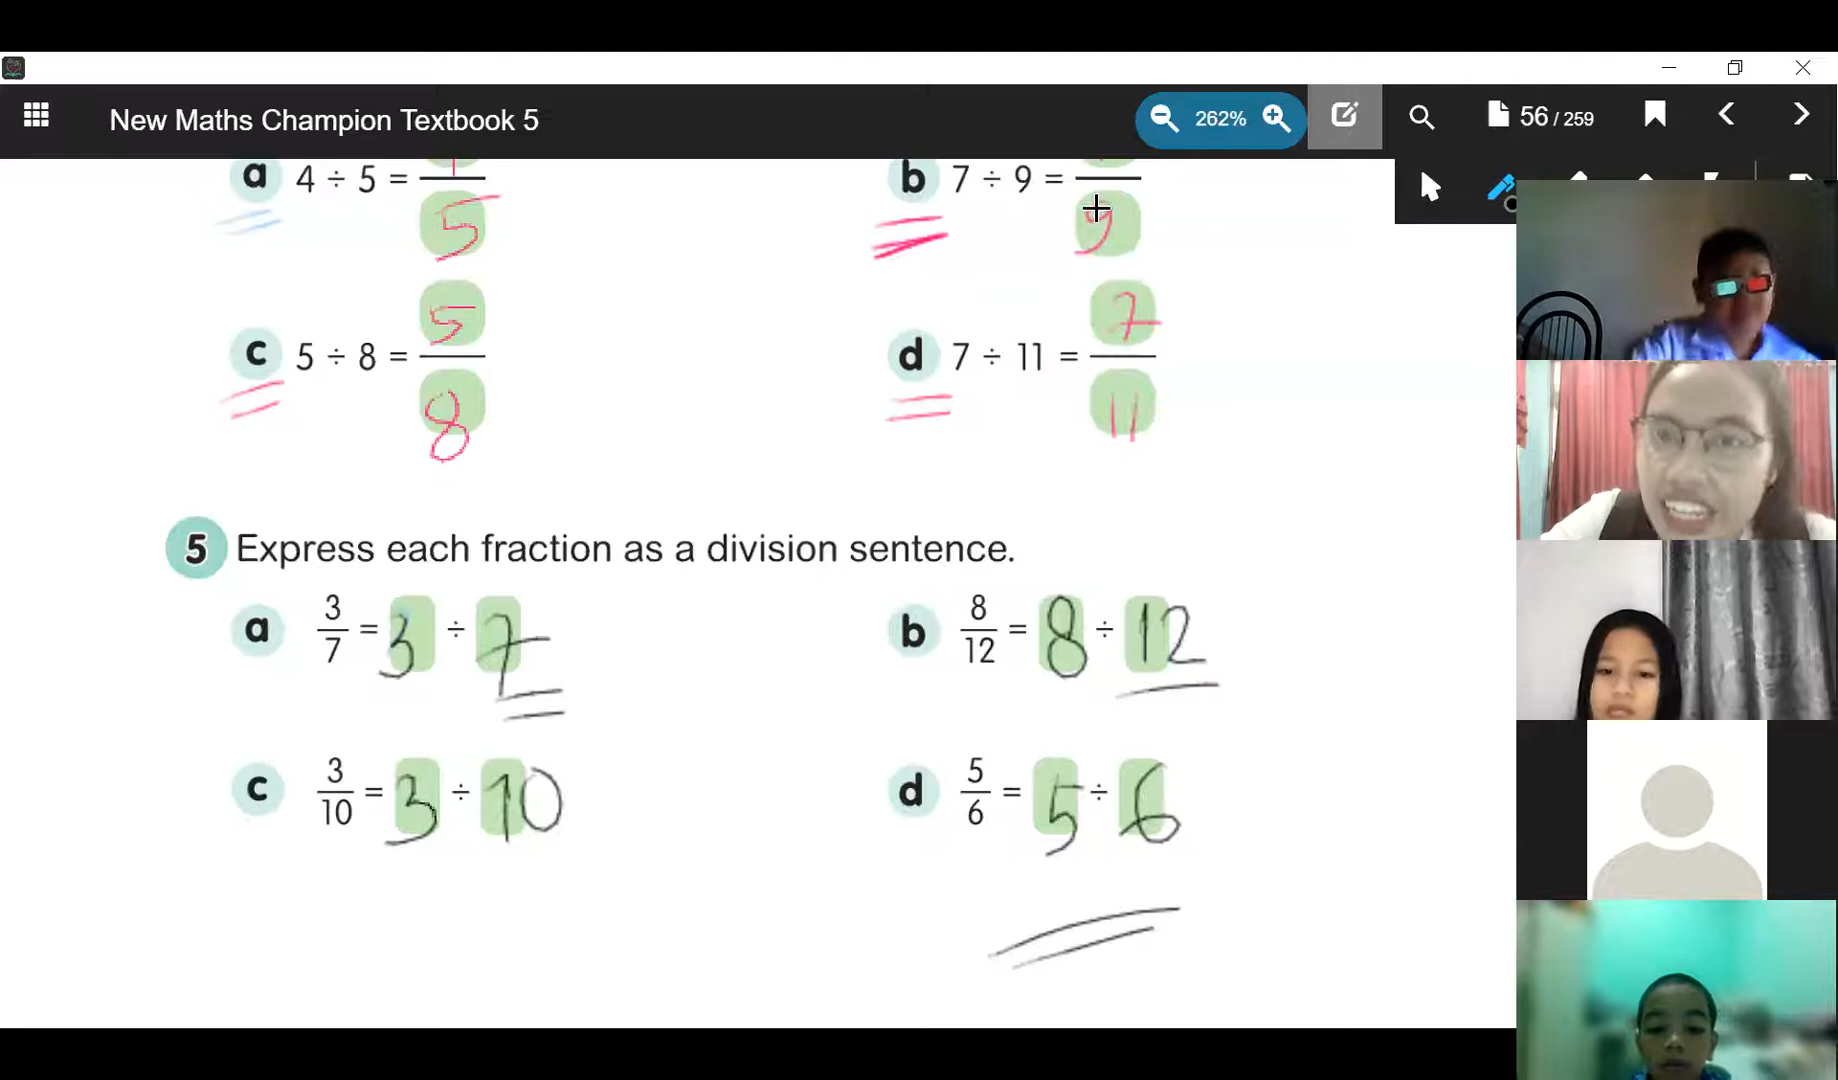 New Maths Champion Textbook 5
262%
56 / 259
a 4 ÷ 5 = 5
b 7 ÷ 9 = 9
c 5 ÷ 8 = 5 8
d 7 ÷ 11 = 7 11
5 Express each fraction as a division sentence.
a 3/7 = 3 ÷ 7
b 8/12 = 8 ÷ 12
c 3/10 = 3 ÷ 10
d 5/6 = 5 ÷ 6